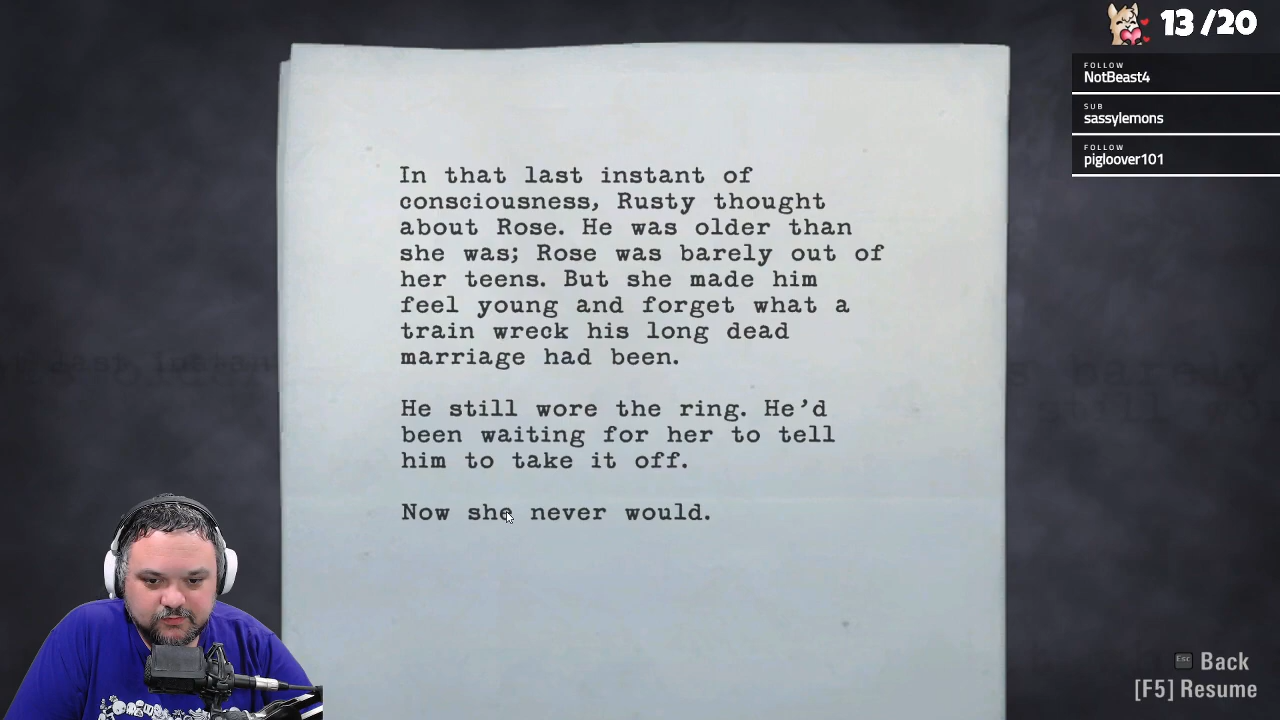 13 /20
FOLLOW
NotBeast4
SUB
sassylemons
FOLLOW
pigloover101
In that last instant of
consciousness, Rusty thought
about Rose. He was older than
she was; Rose was barely out of
her teens. But she made him
feel young and forget what a
train wreck his long dead
marriage had been.
He still wore the ring. He’d
been waiting for her to tell
him to take it off.
Now she never would.
Esc Back
[F5] Resume